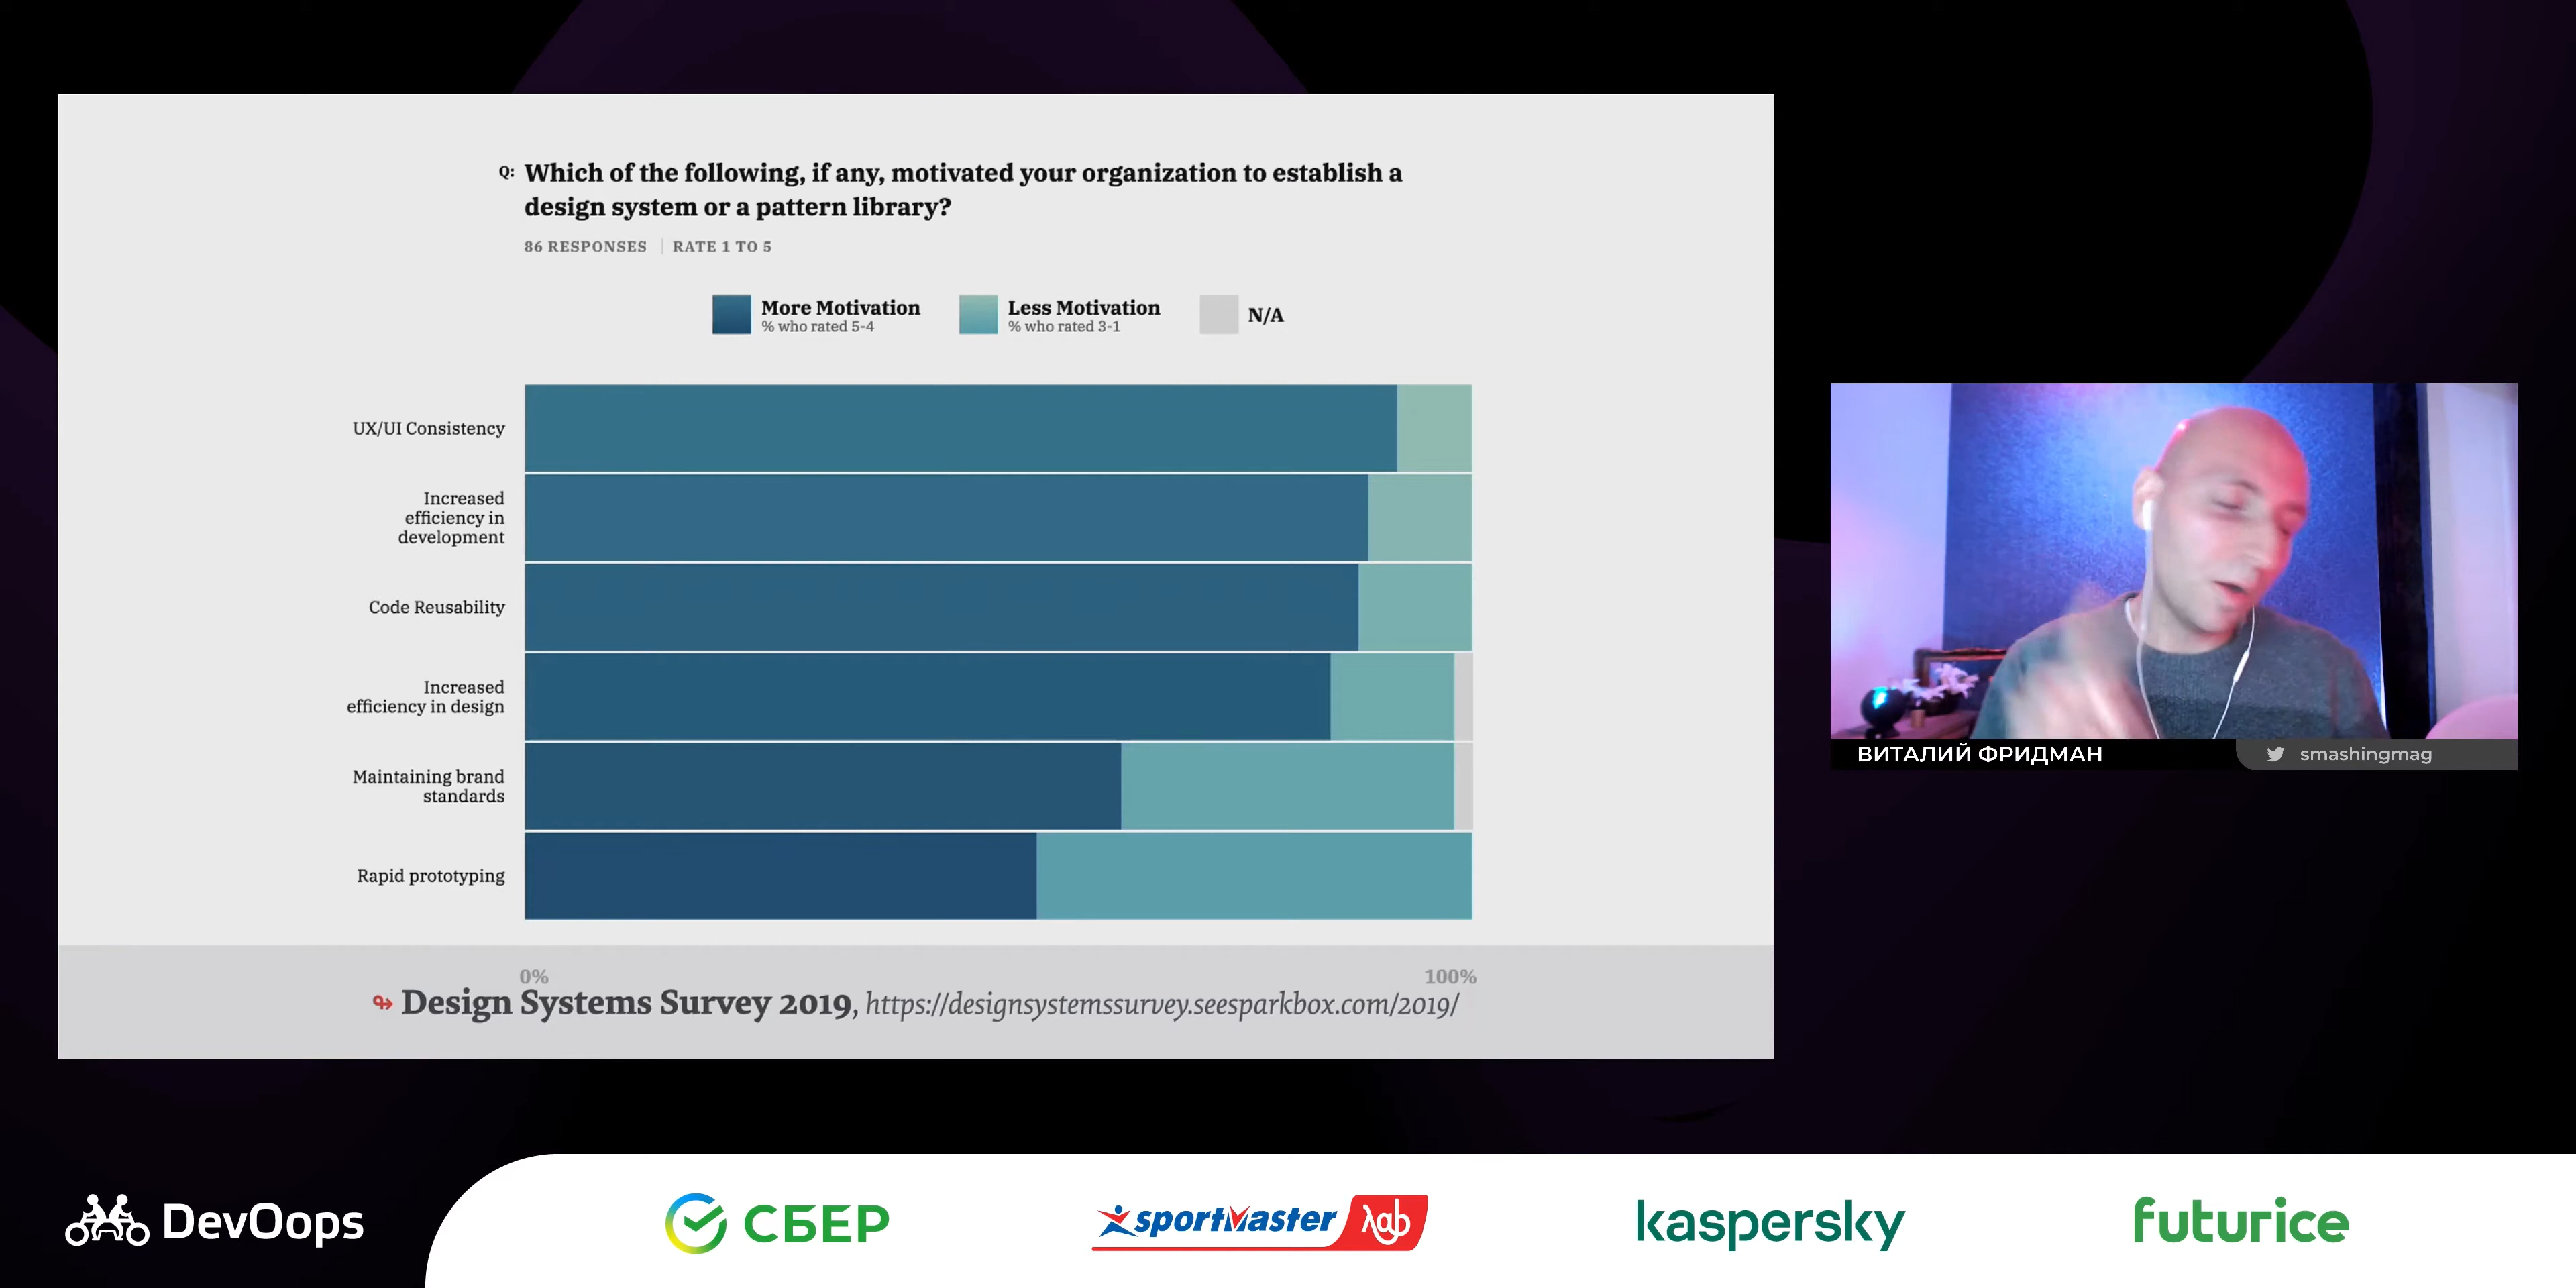 Q: Which of the following, if any, motivated your organization to establish a
design system or a pattern library?
86 RESPONSES | RATE 1 TO 5
More Motivation
% who rated 5-4
Less Motivation
% who rated 3-1
N/A
UX/UI Consistency
Increased
efficiency in
development
Code Reusability
Increased
efficiency in design
Maintaining brand
standards
Rapid prototyping
0%
100%
Design Systems Survey 2019, https://designsystemssurvey.seesparkbox.com/2019/
ВИТАЛИЙ ФРИДМАН
smashingmag
DevOops
СБЕР
sportmaster лаб
kaspersky
futurice